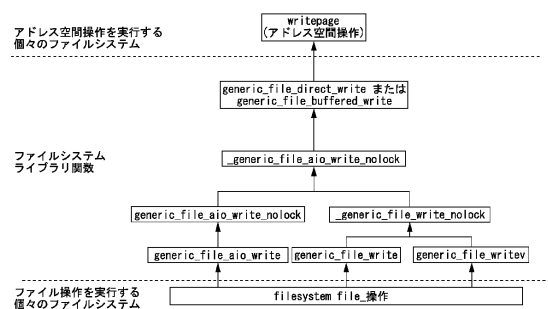 アドレス空間操作を実行する
個々のファイルシステム
writepage
(アドレス空間操作)
generic_file_direct_write または
generic_file_buffered_write
ファイルシステム
ライブラリ関数
_generic_file_aio_write_nolock
generic_file_aio_write_nolock
_generic_file_write_nolock
generic_file_aio_write
generic_file_write
generic_file_writev
ファイル操作を実行する
個々のファイルシステム
filesystem file_操作